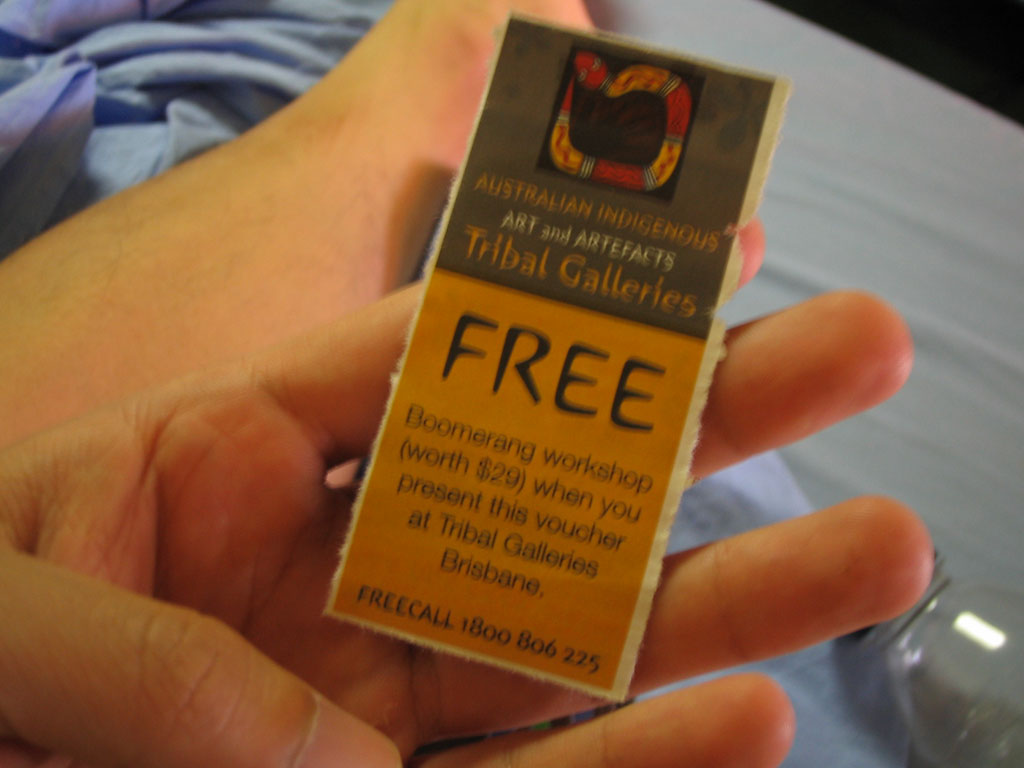 AUSTRALIAN INDIGENOUS
ART and ARTEFACTS
Tribal Galleries
FREE
Boomerang workshop
(worth $29) when you
present this voucher
at Tribal Galleries
Brisbane.
FREECALL 1800 806 225